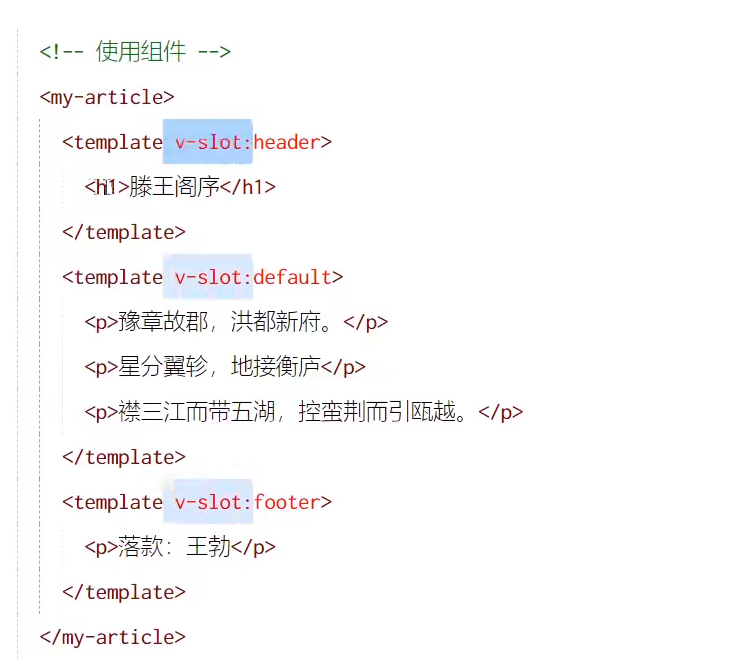 <!-- 使用组件 -->
<my-article>
<template v-slot:header>
<h1>滕王阁序</h1>
</template>
<template v-slot:default>
<p>豫章故郡，洪都新府。</p>
<p>星分翼轸，地接衡庐</p>
<p>襟三江而带五湖，控蛮荆而引瓯越。</p>
</template>
<template v-slot:footer>
<p>落款：王勃</p>
</template>
</my-article>